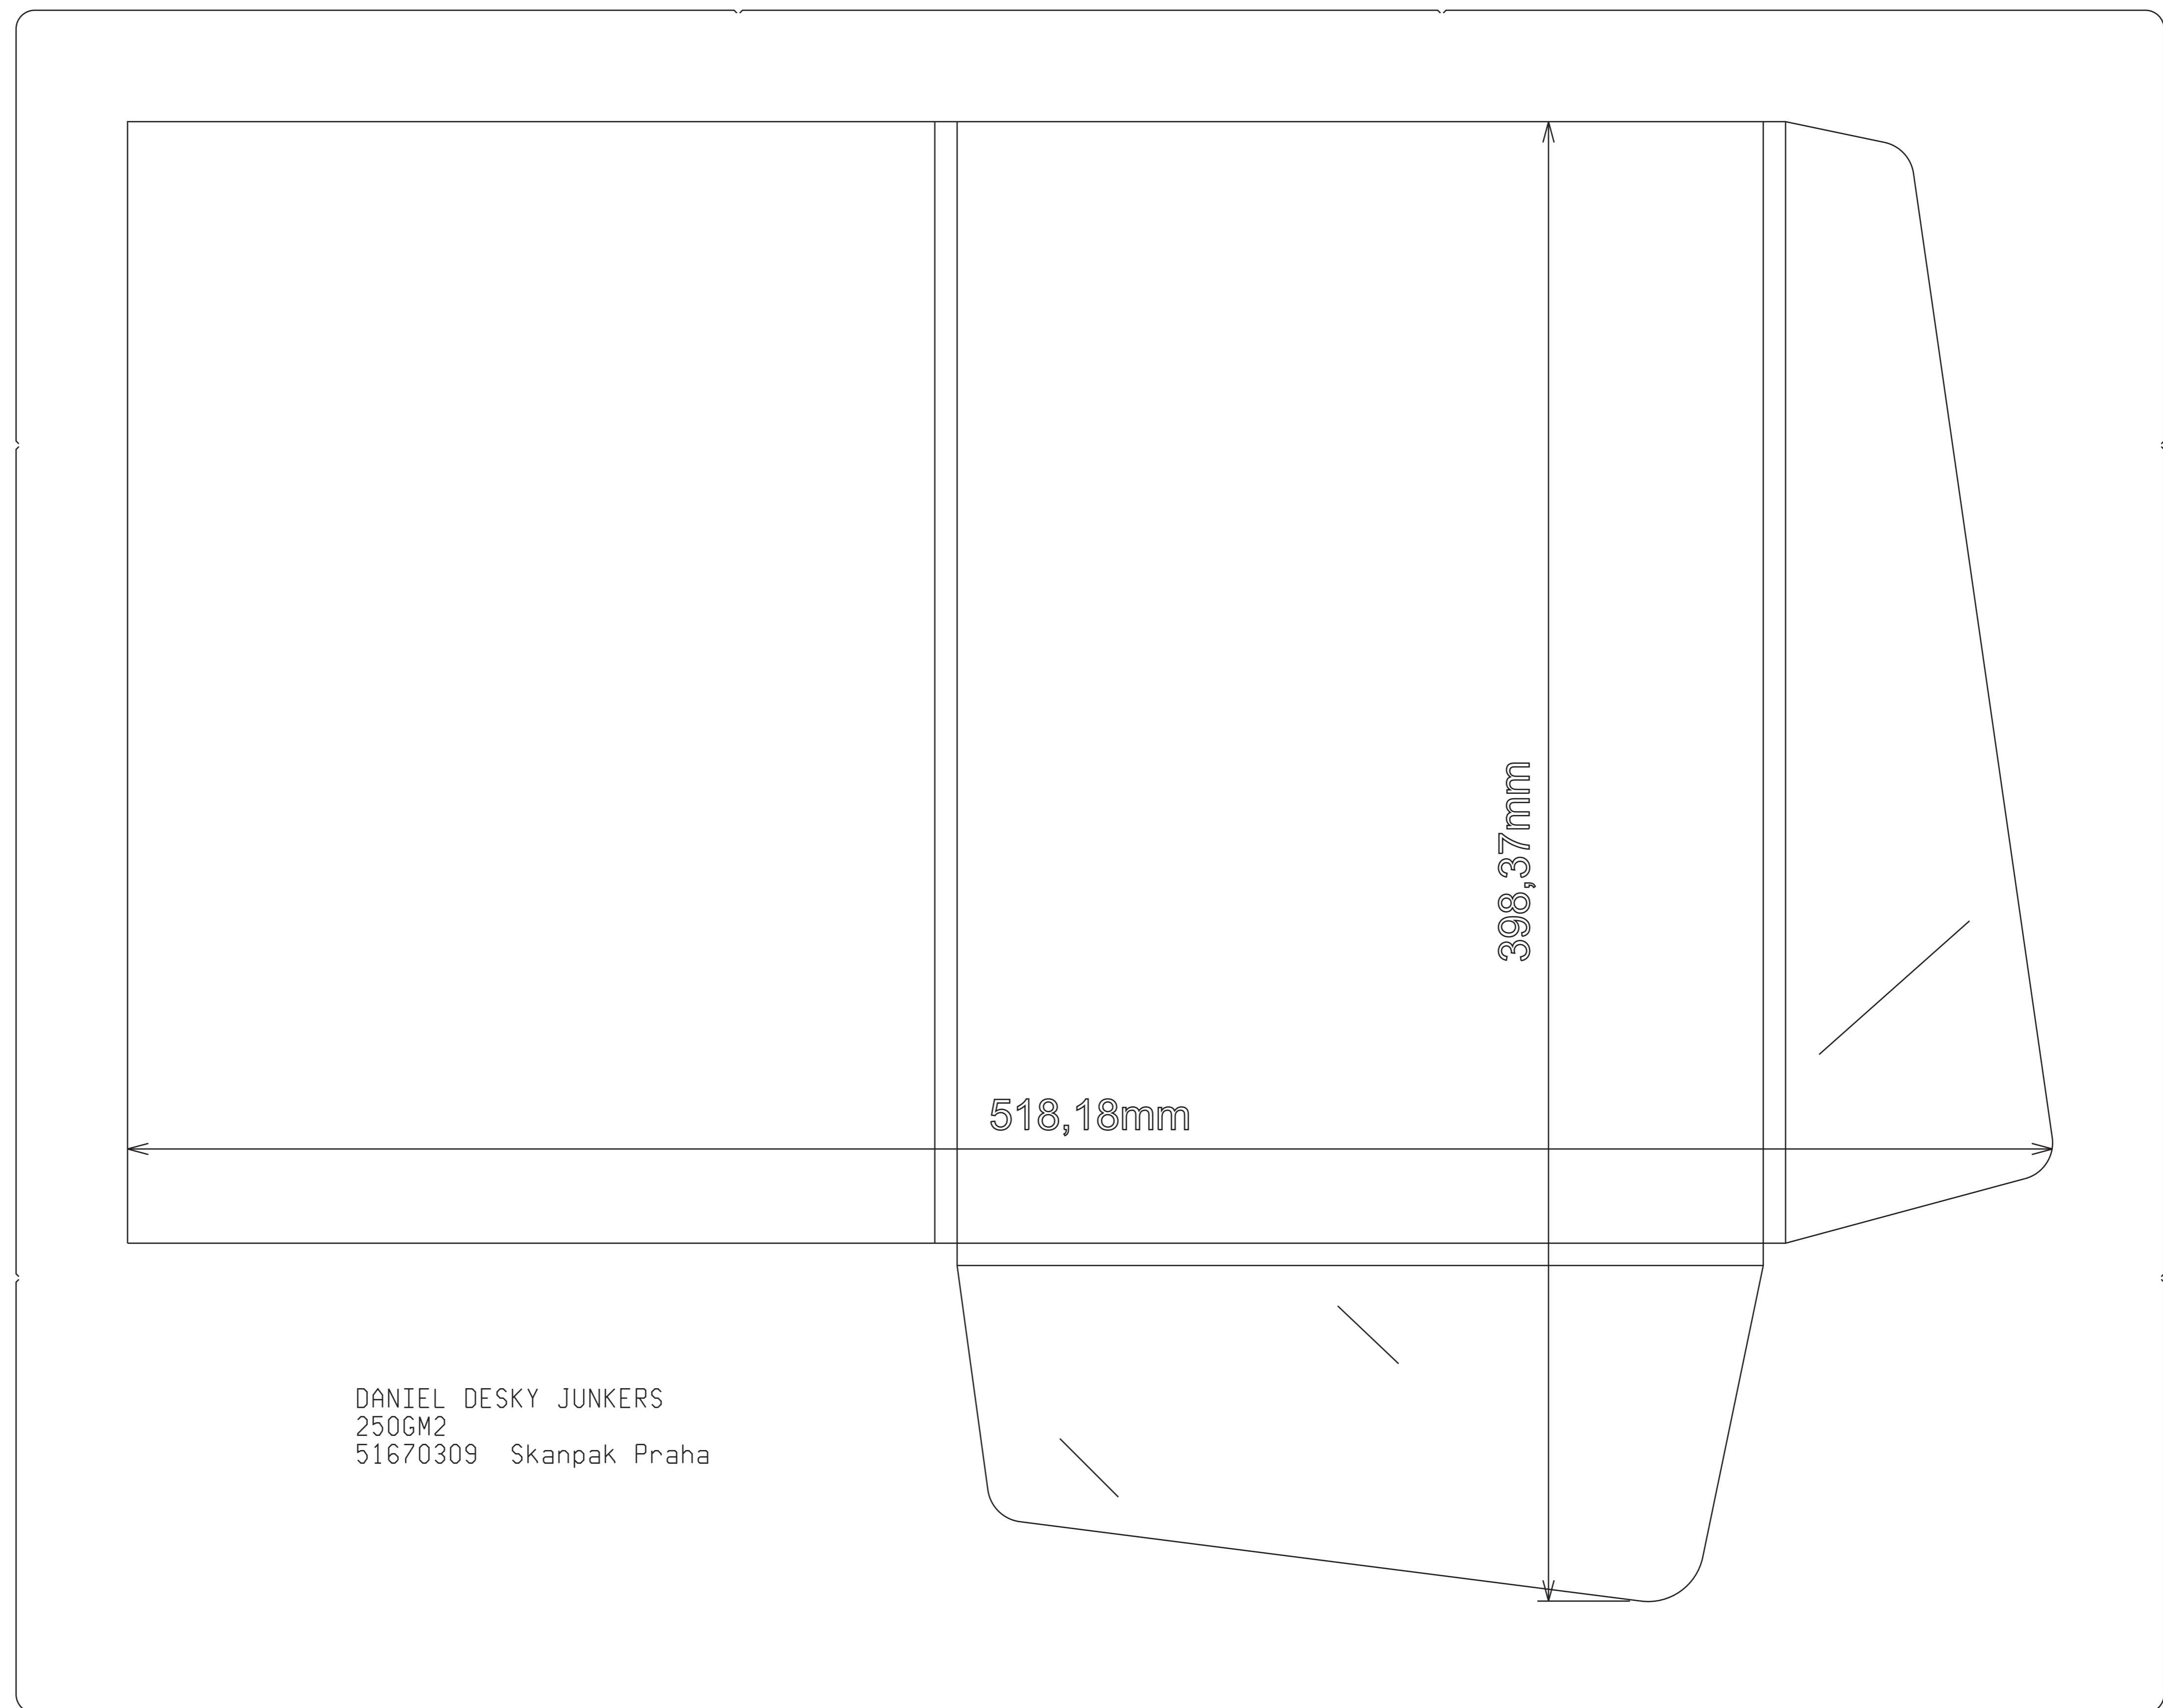 398,37mm
518,18mm
DANIEL DESKY JUNKERS
250GM2
51670309 Skanpak Praha